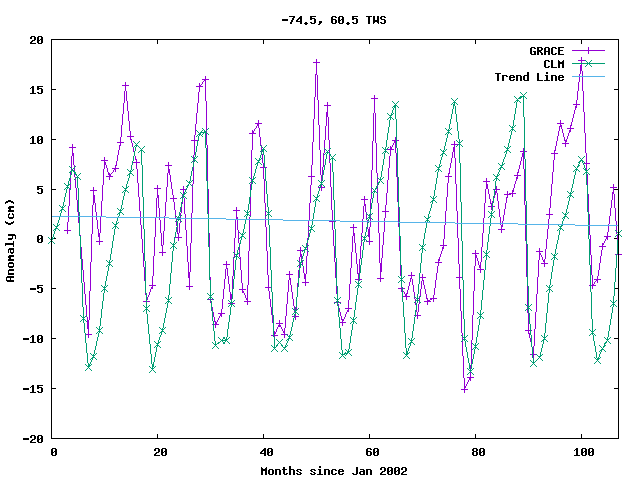 -74.5, 60.5 TWS
GRACE
CLM
Trend Line
20
15
10
5
0
-5
-10
-15
-20
Anomaly (cm)
0 20 40 60 80 100
Months since Jan 2002